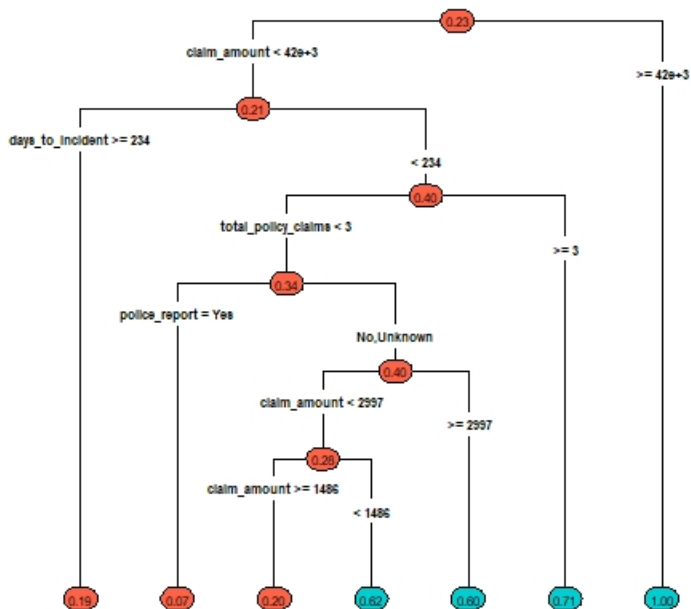 0.23
claim_amount < 42e+3
>= 42e+3
0.21
days_to_incident >= 234
< 234
0.40
total_policy_claims < 3
>= 3
0.34
police_report = Yes
No,Unknown
0.40
claim_amount < 2997
>= 2997
0.28
claim_amount >= 1486
< 1486
0.19
0.07
0.20
0.62
0.60
0.71
1.00